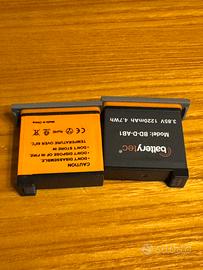 CAUTION
• DON'T DISASSEMBLE.
• DON'T DISPOSE OF IN FIRE.
• DON'T STORE IN
TEMPERATURE OVER 60°C.
Made in China
CE
batterytec
Model: BD-D-AB1
3.85V 1220mAh 4.7Wh